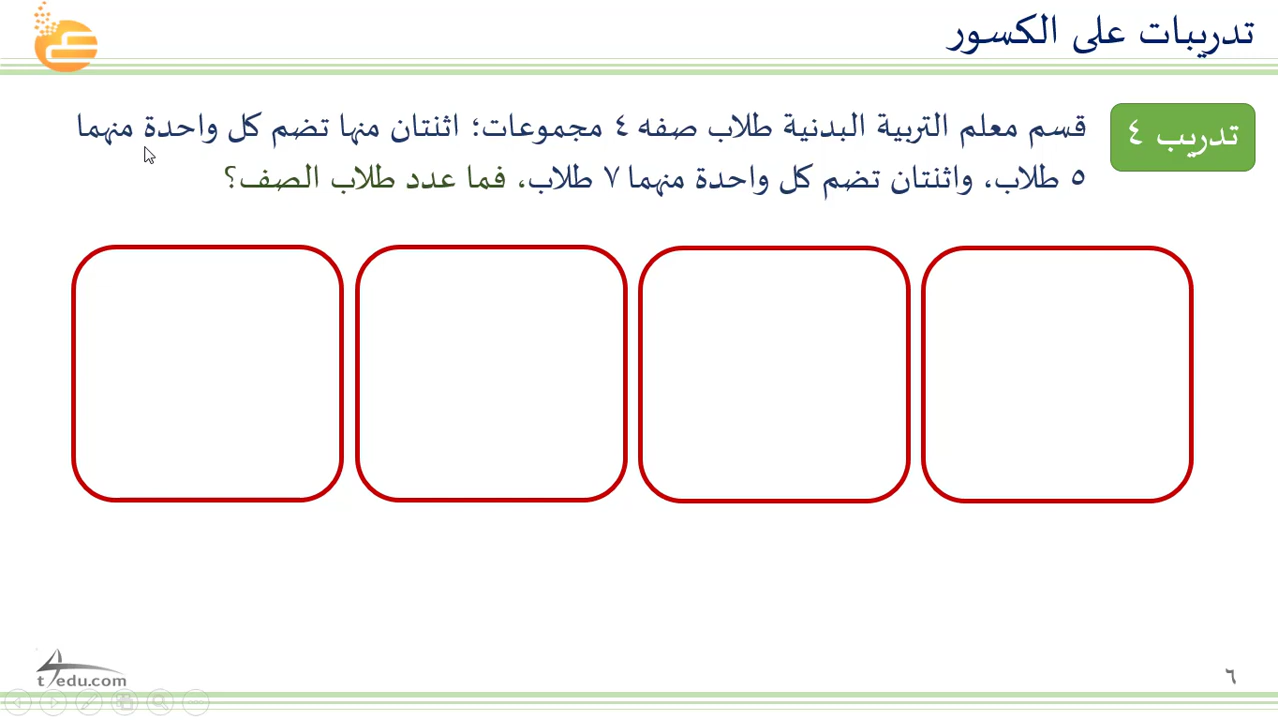 تدريبات على الكسور
تدريب ٤
قسم معلم التربية البدنية طلاب صفه ٤ مجموعات؛ اثنتان منها تضم كل واحدة منهما
٥ طلاب، واثنتان تضم كل واحدة منهما ٧ طلاب، فما عدد طلاب الصف؟
t4edu.com
٦